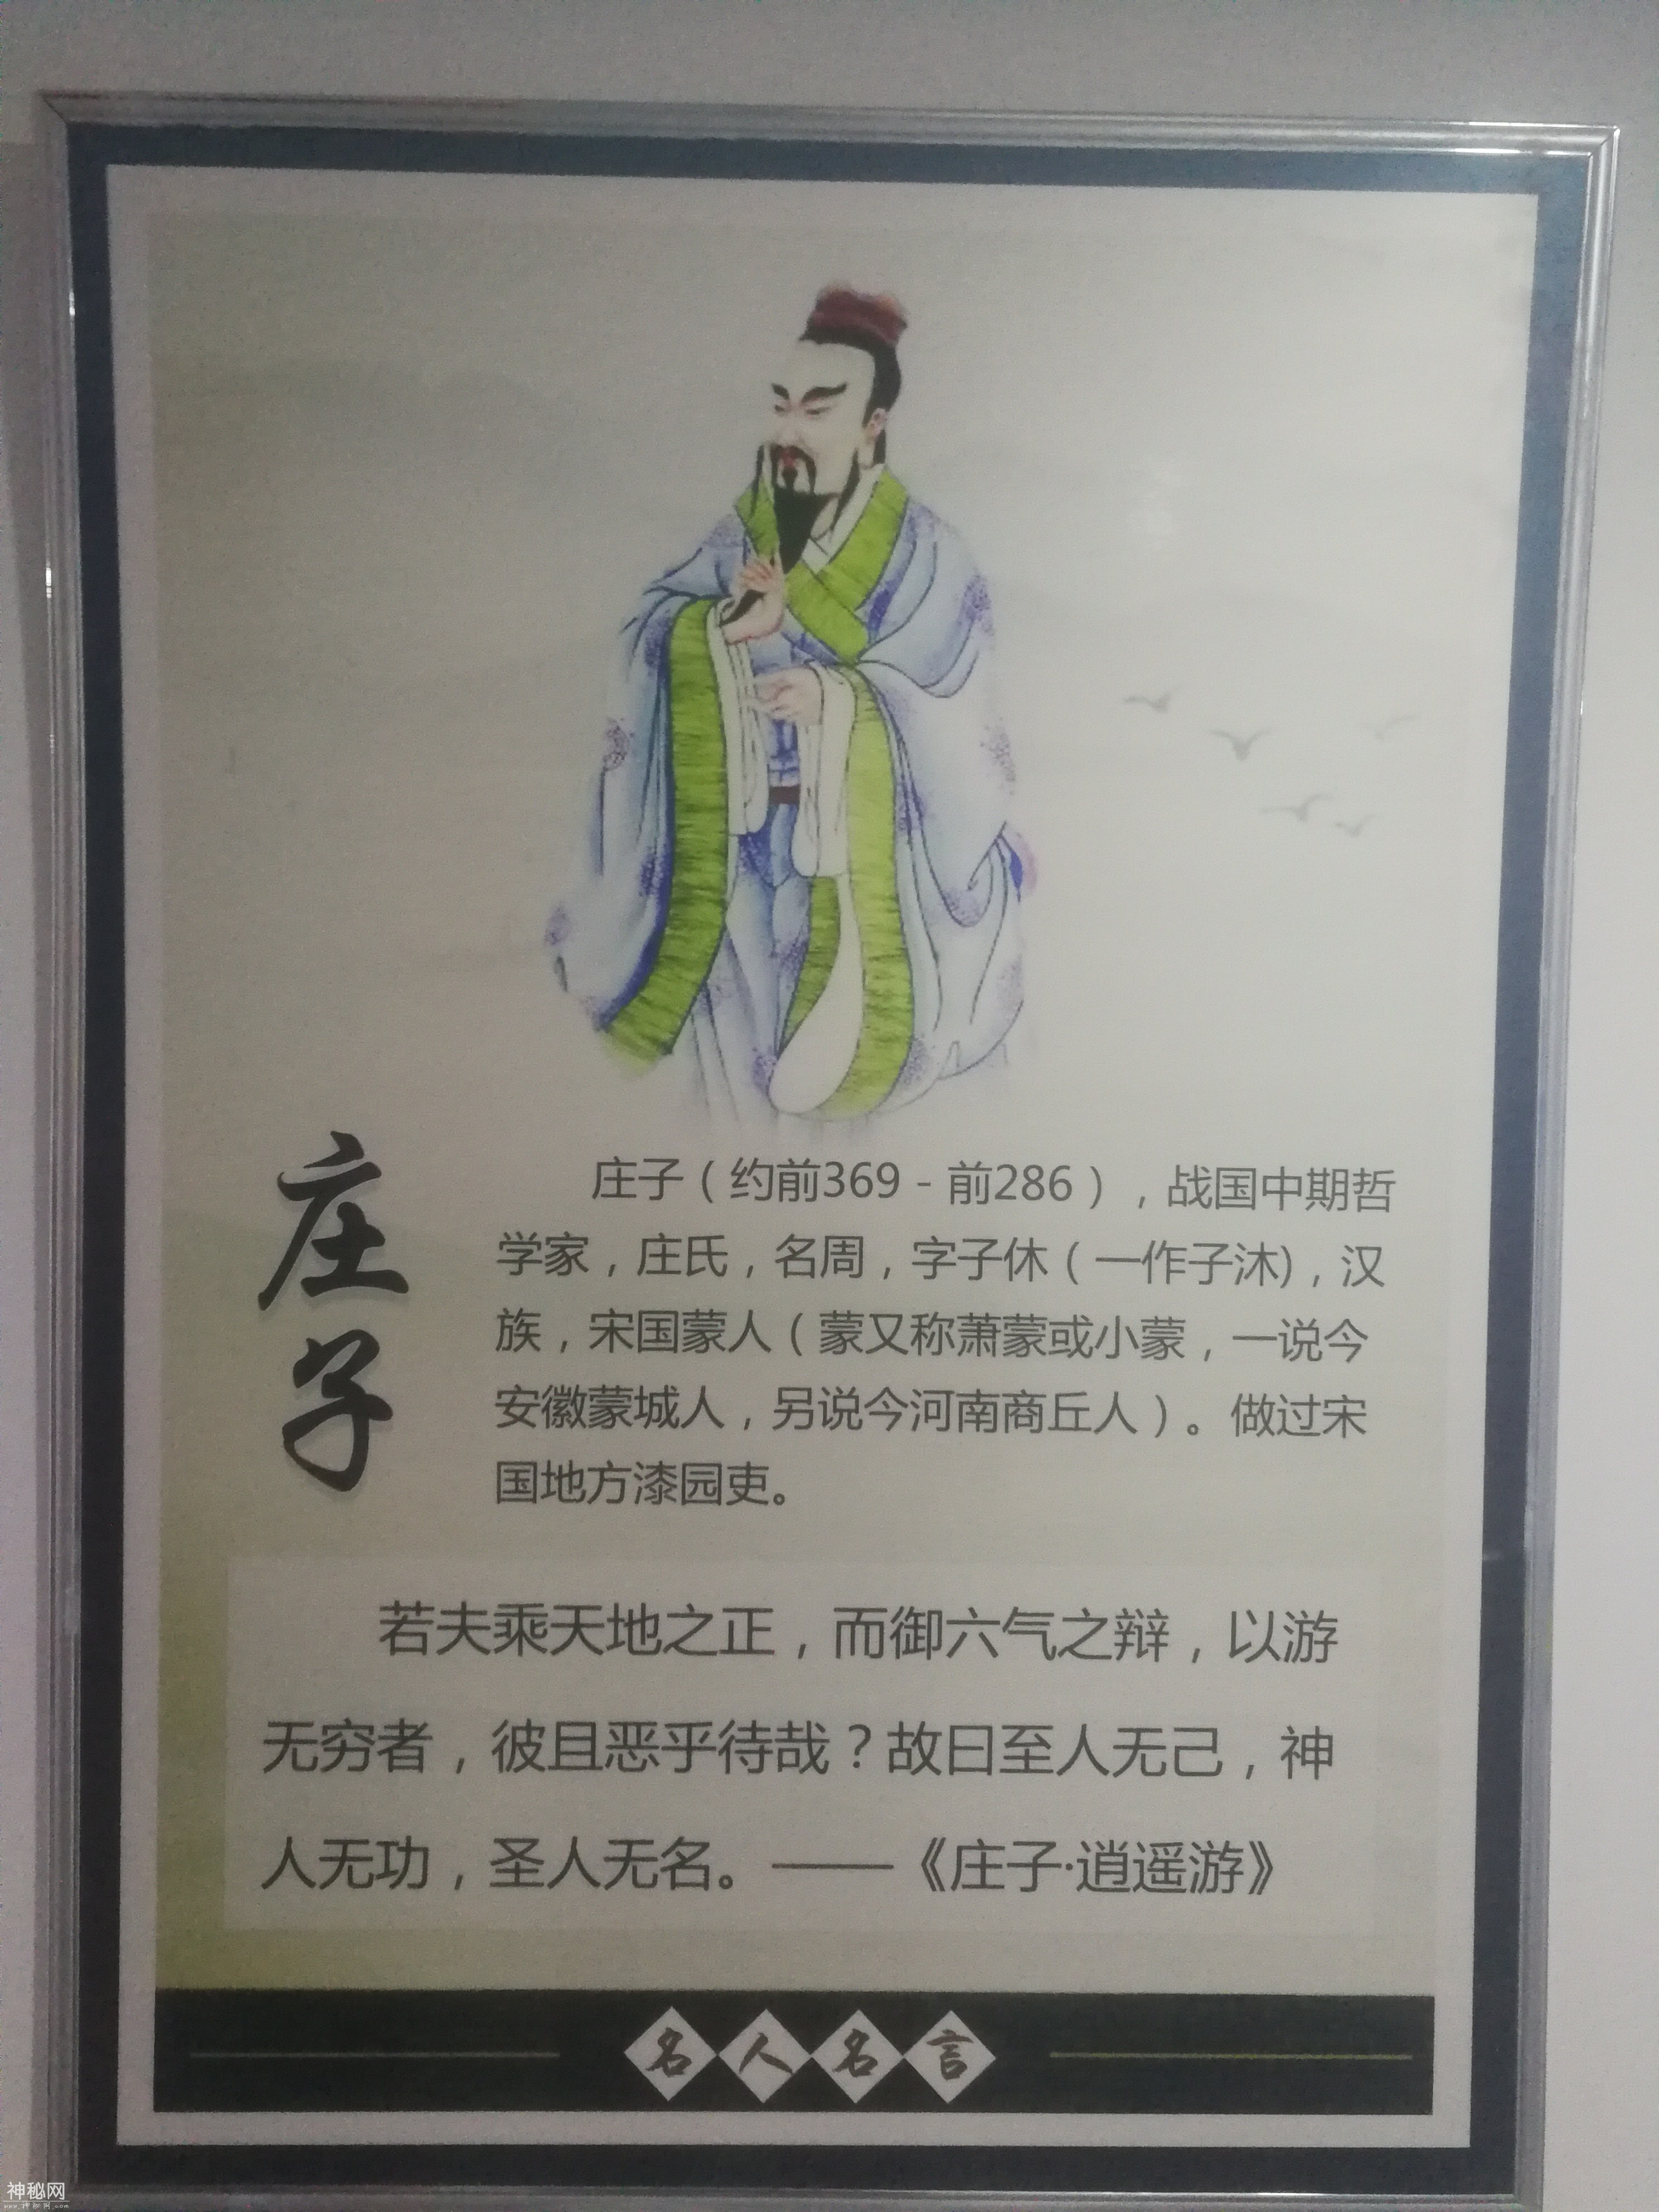 庄子
庄子（约前369-前286），战国中期哲
学家，庄氏，名周，字子休（一作子沐)，汉
族，宋国蒙人（蒙又称萧蒙或小蒙，一说今
安徽蒙城人，另说今河南商丘人）。做过宋
国地方漆园吏。
若夫乘天地之正，而御六气之辩，以游
无穷者，彼且恶乎待哉？故曰至人无己，神
人无功，圣人无名。——《庄子·逍遥游》
名人名言
神秘网